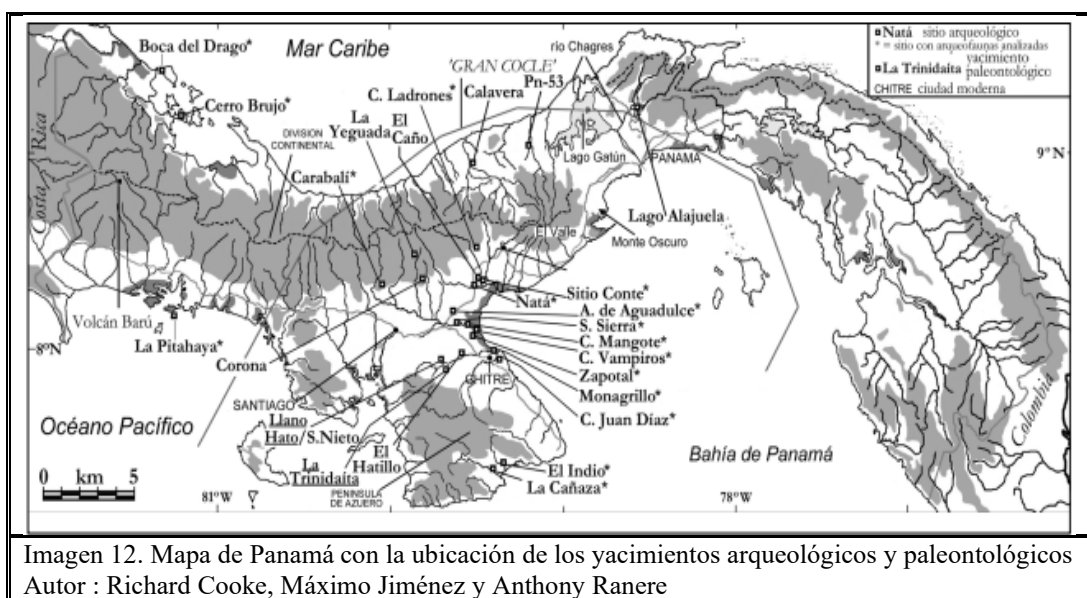 Boca del Drago*
Mar Caribe
río Chagres
Natá sitio arqueológico
* = sitio con arqueofaunas analizadas
La Trinidaíta yacimiento paleontológico
CHITRE ciudad moderna
'GRAN COCLE'
Pn-53
C. Ladrones*
Calavera*
Cerro Brujo*
La Yeguada
El Caño
DIVISION CONTINENTAL
Carabalí*
Lago Gatún
PANAMA
9° N
Costa Rica
Lago Alajuela
El Valle
Monte Oscuro
Volcán Barú
Natá*
Sitio Conte*
A. de Aguadulce*
S. Sierra*
C. Mangote*
C. Vampiros*
Zapotal*
Monagrillo*
C. Juan Díaz*
8°N
La Pitahaya*
Corona
CHITRE
SANTIAGO
Llano
Hato/S.Nieto
Océano Pacífico
El Hatillo
La Trinidaíta
PENINSULA DE AZUERO
El Indio*
La Cañaza*
Bahía de Panamá
Colombia
0 km 5
81°W
78°W
Imagen 12. Mapa de Panamá con la ubicación de los yacimientos arqueológicos y paleontológicos
Autor : Richard Cooke, Máximo Jiménez y Anthony Ranere